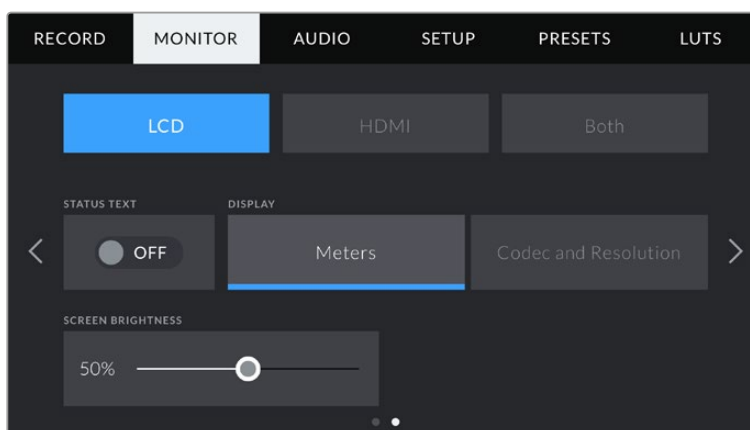 RECORD MONITOR AUDIO SETUP PRESETS LUTS
LCD HDMI Both
STATUS TEXT DISPLAY
OFF Meters Codec and Resolution
SCREEN BRIGHTNESS
50%